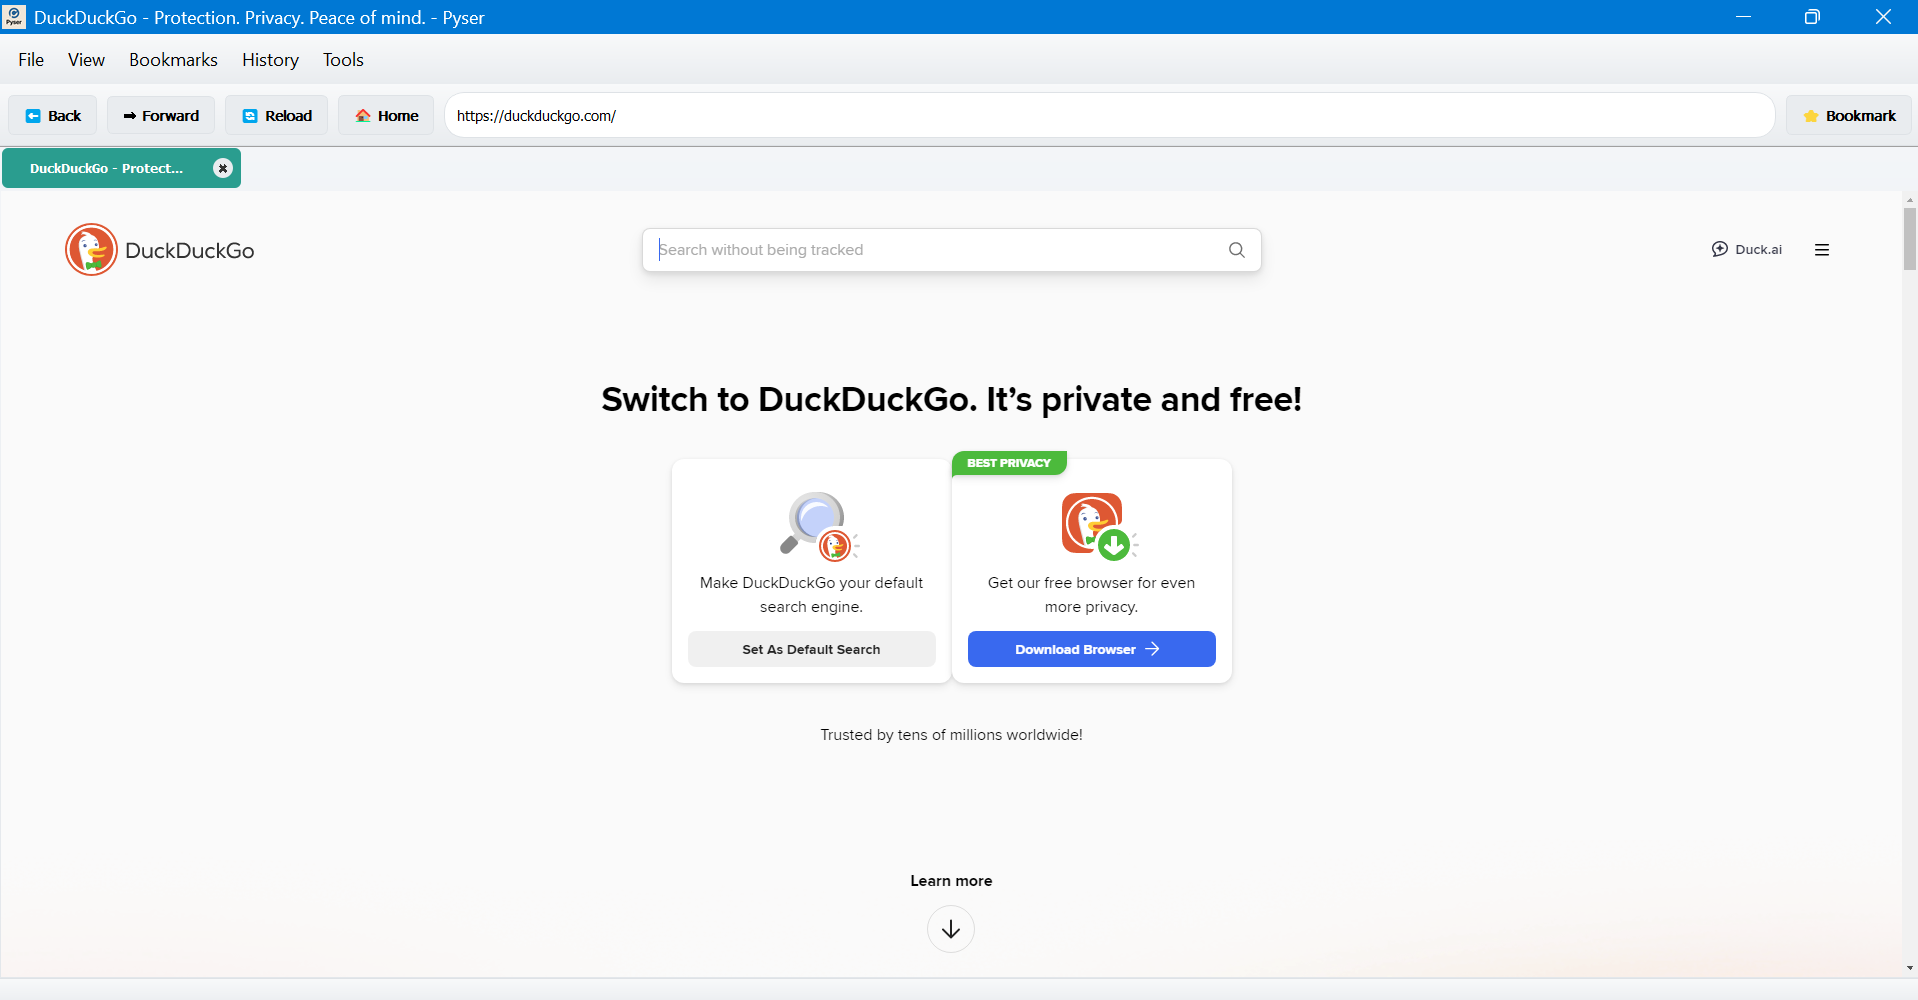 Pyser
DuckDuckGo - Protection. Privacy. Peace of mind. - Pyser
File View Bookmarks History Tools
Back Forward Reload Home https://duckduckgo.com/ Bookmark
DuckDuckGo - Protect...
DuckDuckGo Search without being tracked Duck.ai
Switch to DuckDuckGo. It’s private and free!
BEST PRIVACY
Make DuckDuckGo your default
search engine.
Set As Default Search
Get our free browser for even
more privacy.
Download Browser
Trusted by tens of millions worldwide!
Learn more